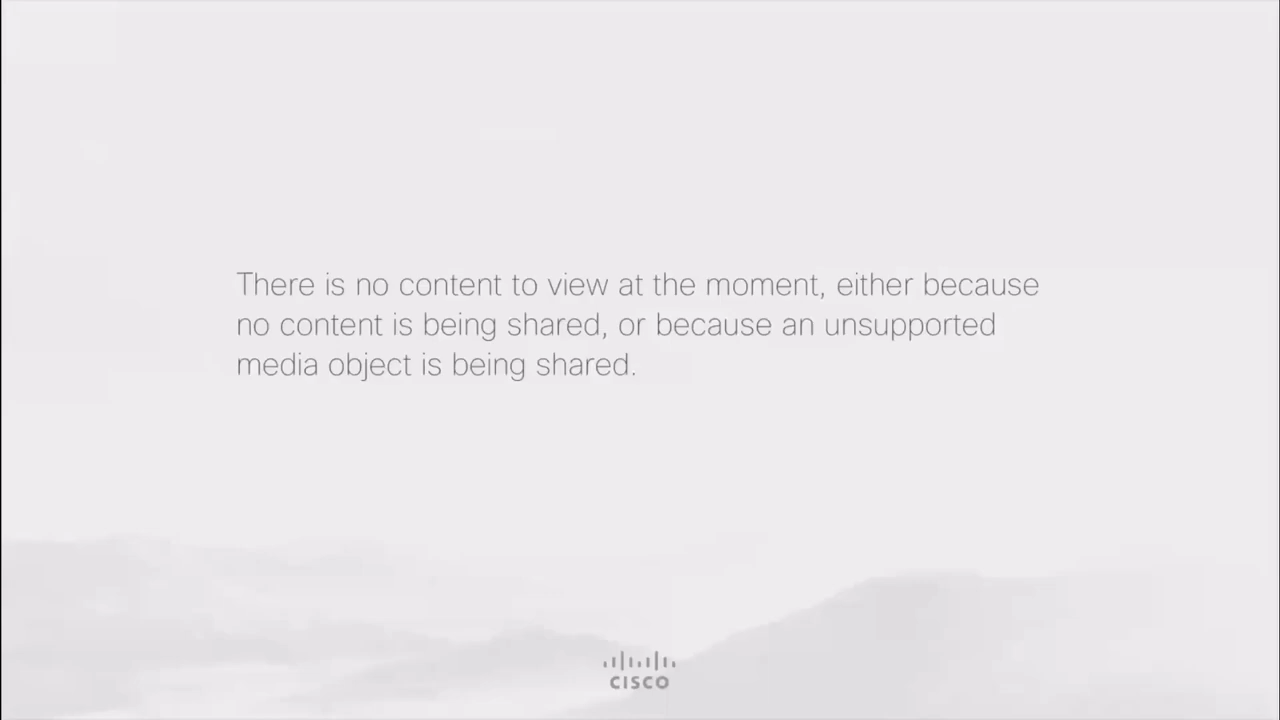 There is no content to view at the moment, either because
no content is being shared, or because an unsupported
media object is being shared.
CISCO